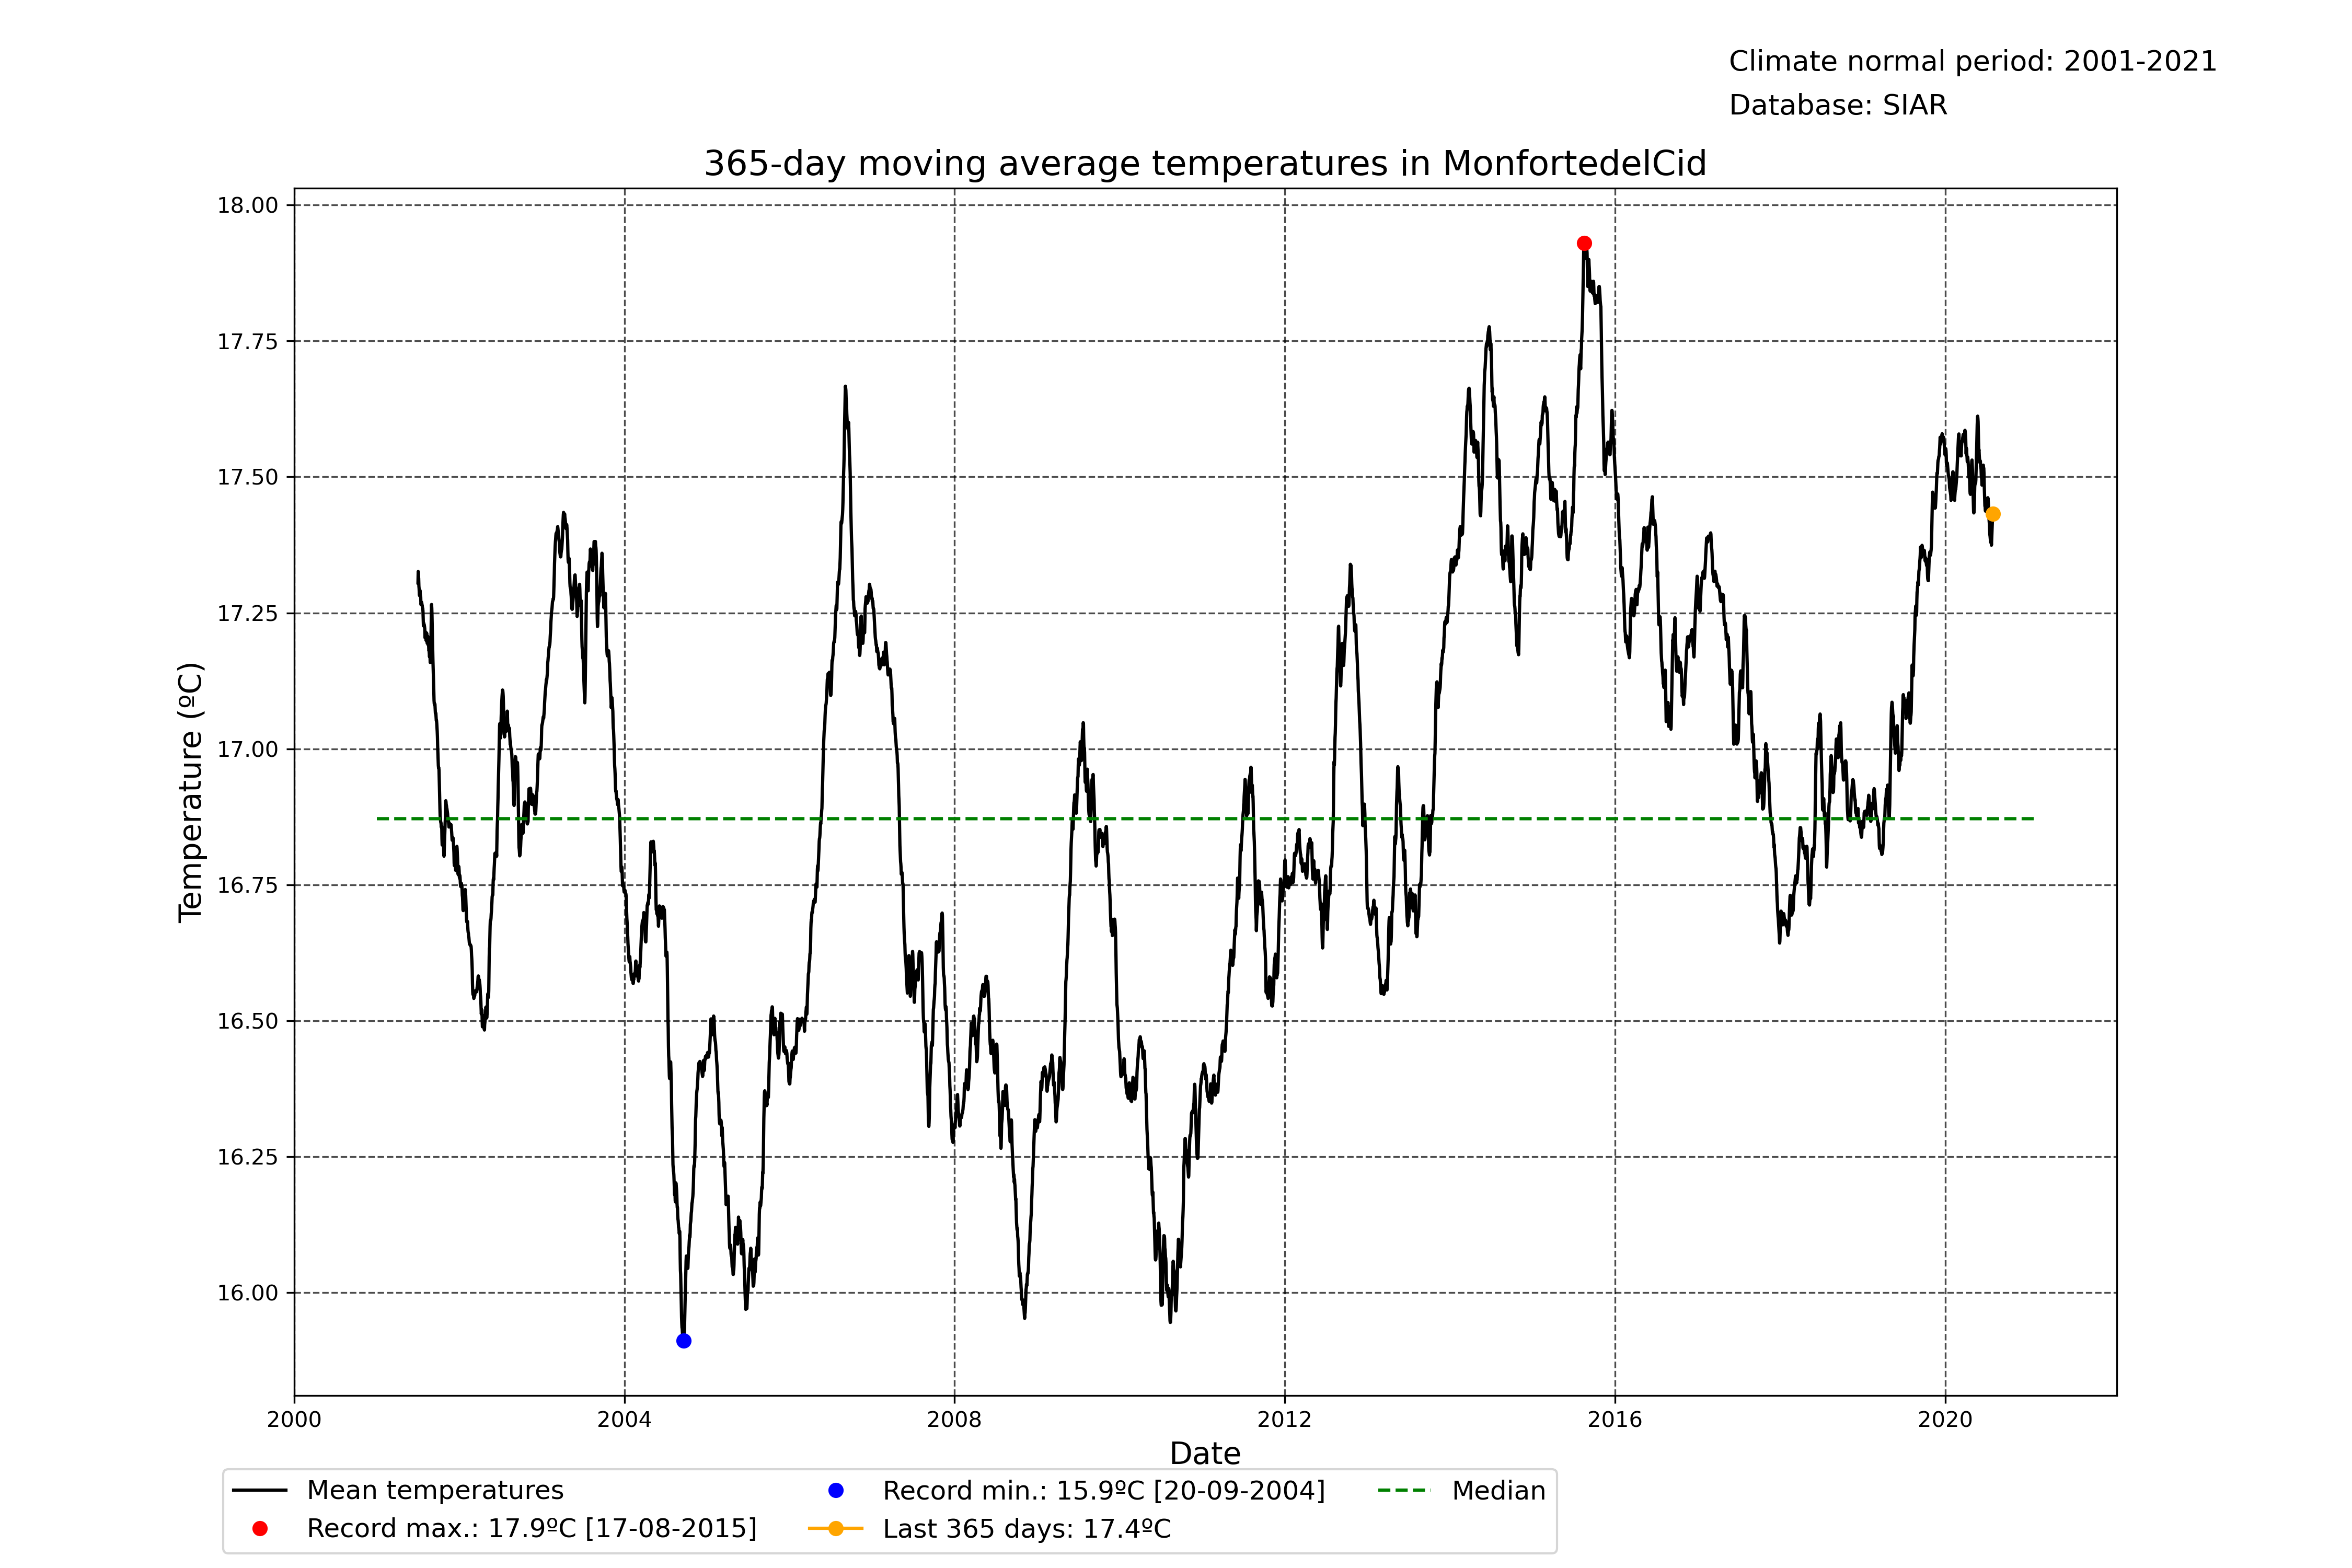 Climate normal period: 2001-2021
Database: SIAR
365-day moving average temperatures in MonfortedelCid
18.00
17.75
17.50
17.25
17.00
16.75
16.50
16.25
16.00
Temperature (ºC)
2000 2004 2008 2012 2016 2020
Date
Mean temperatures
Record max.: 17.9ºC [17-08-2015]
Record min.: 15.9ºC [20-09-2004]
Last 365 days: 17.4ºC
Median